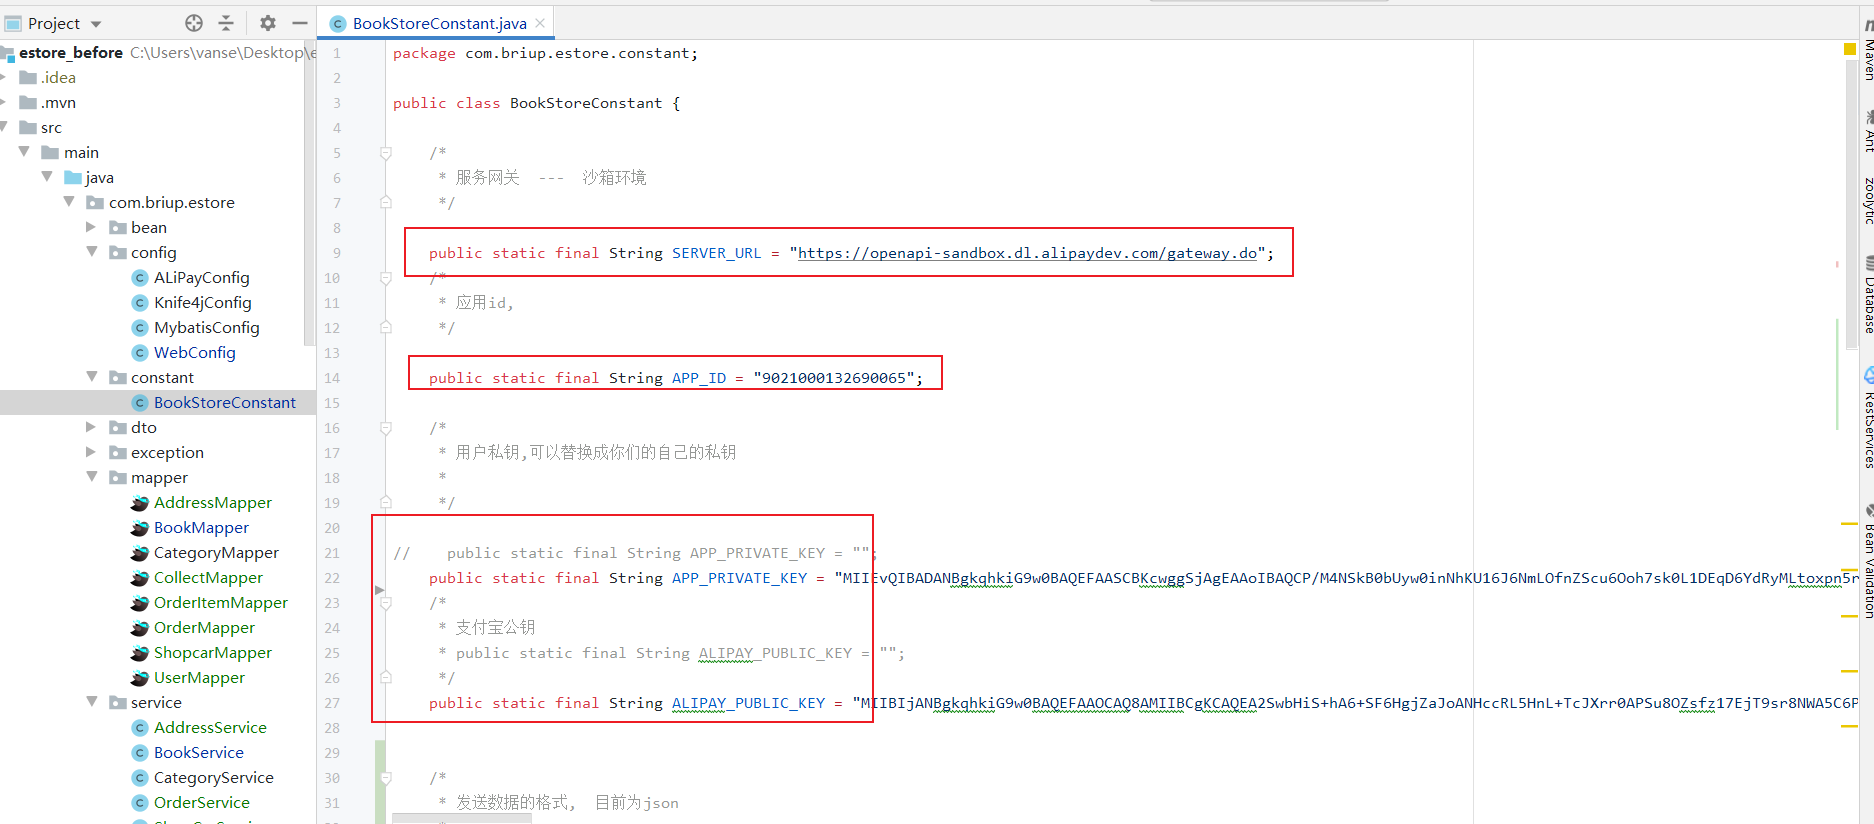 Project
BookStoreConstant.java
estore_before C:\Users\vanse\Desktop\e
.idea
.mvn
src
main
java
com.briup.estore
bean
config
ALiPayConfig
Knife4jConfig
MybatisConfig
WebConfig
constant
BookStoreConstant
dto
exception
mapper
AddressMapper
BookMapper
CategoryMapper
CollectMapper
OrderItemMapper
OrderMapper
ShopcarMapper
UserMapper
service
AddressService
BookService
CategoryService
OrderService
1 package com.briup.estore.constant;
2
3 public class BookStoreConstant {
4
5 /*
6 * 服务网关 --- 沙箱环境
7 */
8
9 public static final String SERVER_URL = "https://openapi-sandbox.dl.alipaydev.com/gateway.do";
10 /*
11 * 应用id,
12 */
13
14 public static final String APP_ID = "9021000132690065";
15
16 /*
17 * 用户私钥,可以替换成你们的自己的私钥
18 *
19 */
20
21 // public static final String APP_PRIVATE_KEY = "";
22 public static final String APP_PRIVATE_KEY = "MIIEvQIBADANBgkqhkiG9w0BAQEFAASCBKcwggSjAgEAAoIBAQCP/M4NSkB0bUyw0inNhKU16J6NmLOfnZScu6Ooh7sk0L1DEqD6YdRyMLtoxpn5r
23 /*
24 * 支付宝公钥
25 * public static final String ALIPAY_PUBLIC_KEY = "";
26 */
27 public static final String ALIPAY_PUBLIC_KEY = "MIIBIjANBgkqhkiG9w0BAQEFAAOCAQ8AMIIBCgKCAQEA2SwbHiS+hA6+SF6HgjZaJoANHccRL5HnL+TcJXrr0APSu8OZsfz17EjT9sr8NWA5C6P
28
29
30 /*
31 * 发送数据的格式, 目前为json
Maven
Ant
zoolytic
Database
RestServices
Bean Validation